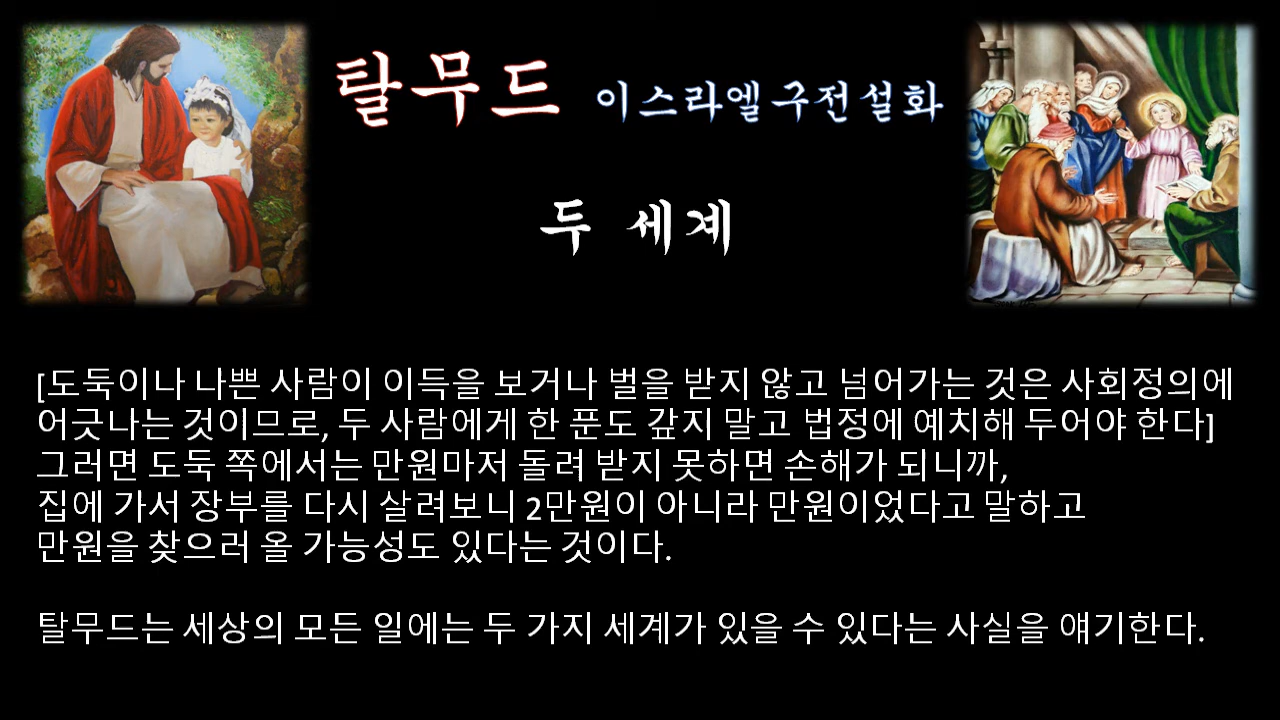 탈무드 이스라엘구전설화
두 세계
[도둑이나 나쁜 사람이 이득을 보거나 벌을 받지 않고 넘어가는 것은 사회정의에
어긋나는 것이므로, 두 사람에게 한 푼도 갚지 말고 법정에 예치해 두어야 한다]
그러면 도둑 쪽에서는 만원마저 돌려 받지 못하면 손해가 되니까,
집에 가서 장부를 다시 살려보니 2만원이 아니라 만원이었다고 말하고
만원을 찾으러 올 가능성도 있다는 것이다.
탈무드는 세상의 모든 일에는 두 가지 세계가 있을 수 있다는 사실을 얘기한다.